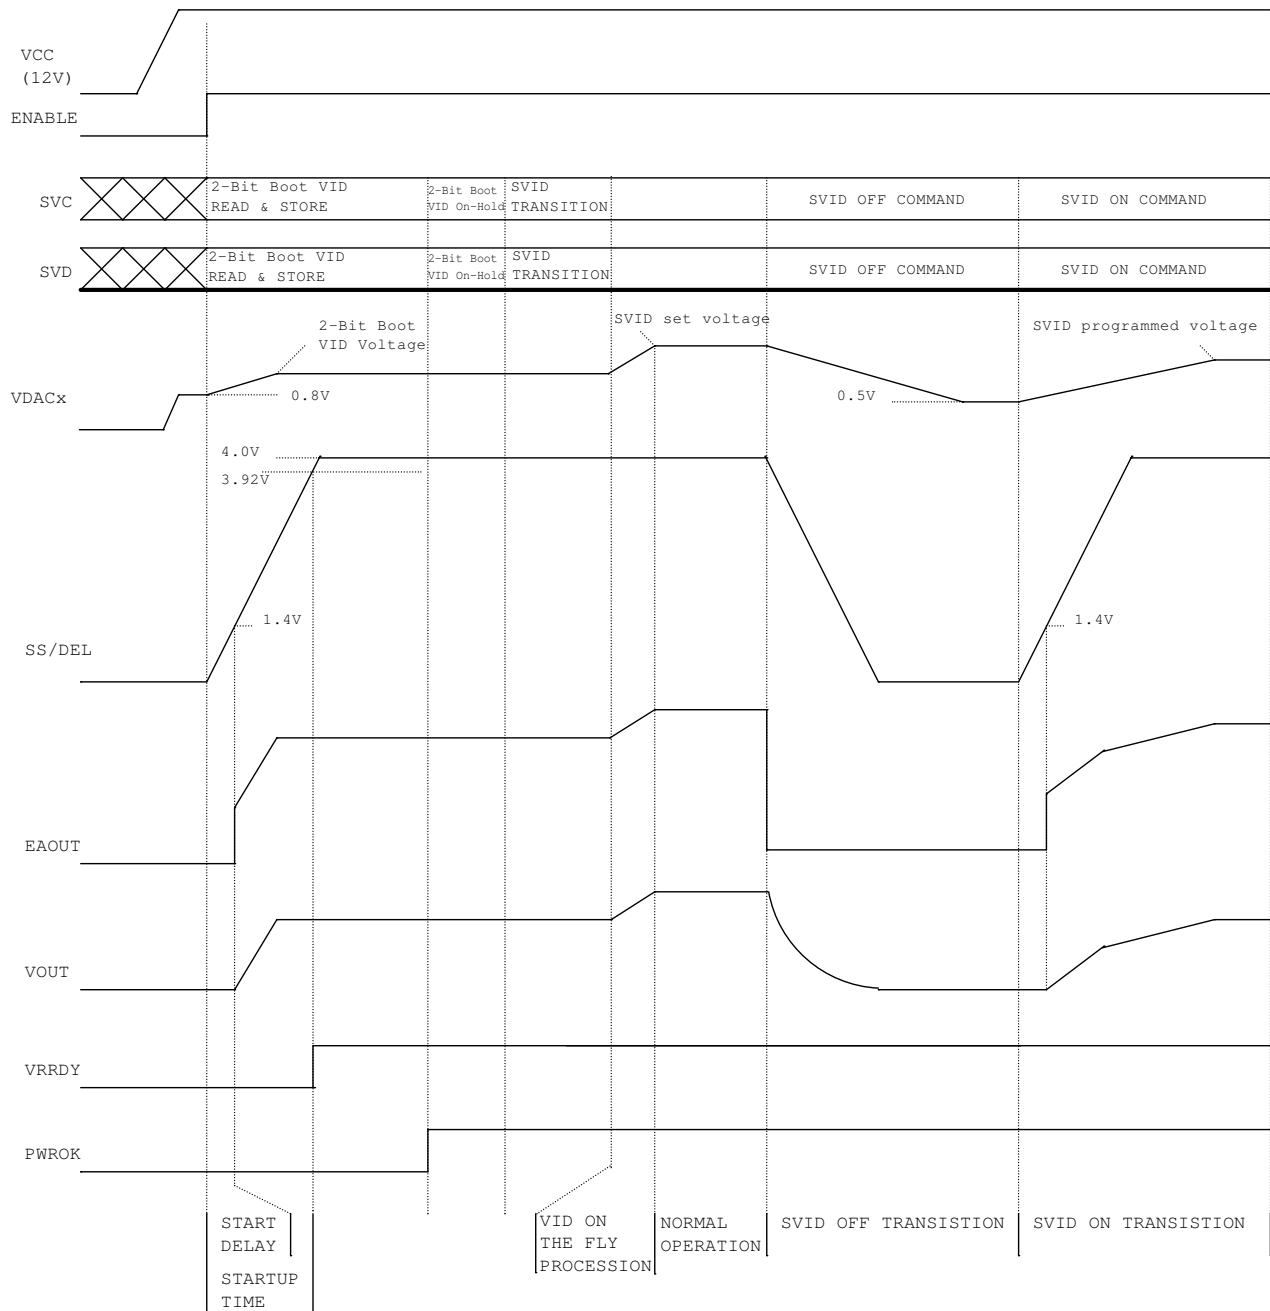 VCC
(12V)
ENABLE
SVC
2-Bit Boot VID
READ & STORE
2-Bit Boot
VID On-Hold
SVID
TRANSITION
SVID OFF COMMAND
SVID ON COMMAND
SVD
2-Bit Boot VID
READ & STORE
2-Bit Boot
VID On-Hold
SVID
TRANSITION
SVID OFF COMMAND
SVID ON COMMAND
2-Bit Boot
VID Voltage
SVID set voltage
SVID programmed voltage
VDACx
0.8V
0.5V
4.0V
3.92V
1.4V
1.4V
SS/DEL
EAOUT
VOUT
VRRDY
PWROK
START
DELAY
STARTUP
TIME
VID ON
THE FLY
PROCESSION
NORMAL
OPERATION
SVID OFF TRANSISTION
SVID ON TRANSISTION